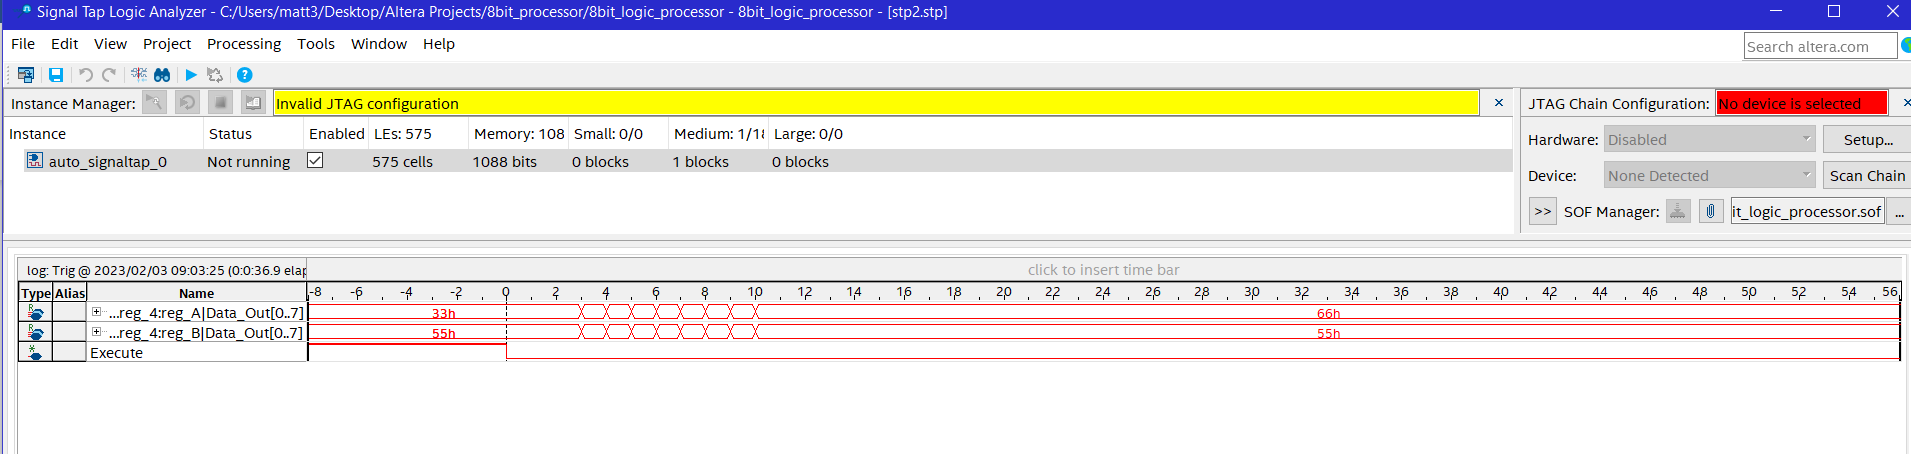 Signal Tap Logic Analyzer - C:/Users/matt3/Desktop/Altera Projects/8bit_processor/8bit_logic_processor - 8bit_logic_processor - [stp2.stp]
File Edit View Project Processing Tools Window Help
Search altera.com
Instance Manager: Invalid JTAG configuration
JTAG Chain Configuration: No device is selected
Instance Status Enabled LEs: 575 Memory: 108 Small: 0/0 Medium: 1/18 Large: 0/0
auto_signaltap_0 Not running 575 cells 1088 bits 0 blocks 1 blocks 0 blocks
Hardware: Disabled Setup...
Device: None Detected Scan Chain
>> SOF Manager: it_logic_processor.sof ...
log: Trig @ 2023/02/03 09:03:25 (0:0:36.9 elap click to insert time bar
Type Alias Name -8 -6 -4 -2 0 2 4 6 8 10 12 14 16 18 20 22 24 26 28 30 32 34 36 38 40 42 44 46 48 50 52 54 56
...reg_4:reg_A|Data_Out[0..7] 33h 66h
...reg_4:reg_B|Data_Out[0..7] 55h 55h
Execute